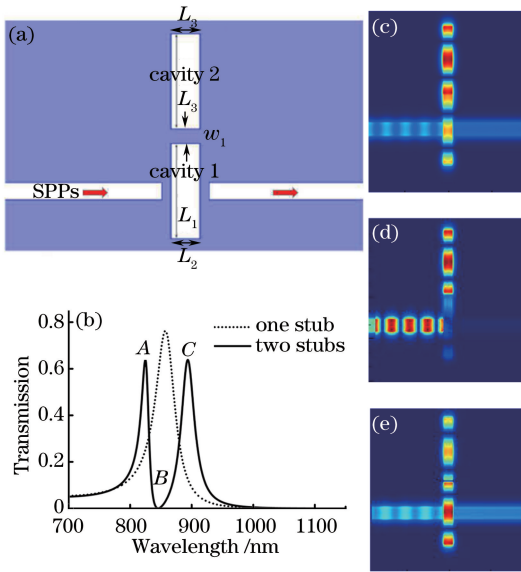 (a)
L3
cavity 2
L3
w1
cavity 1
SPPs
L1
L2
(b)
one stub
two stubs
A
C
B
0.8
0.6
0.4
0.2
0
Transmission
700 800 900 1000 1100
Wavelength /nm
(c)
(d)
(e)